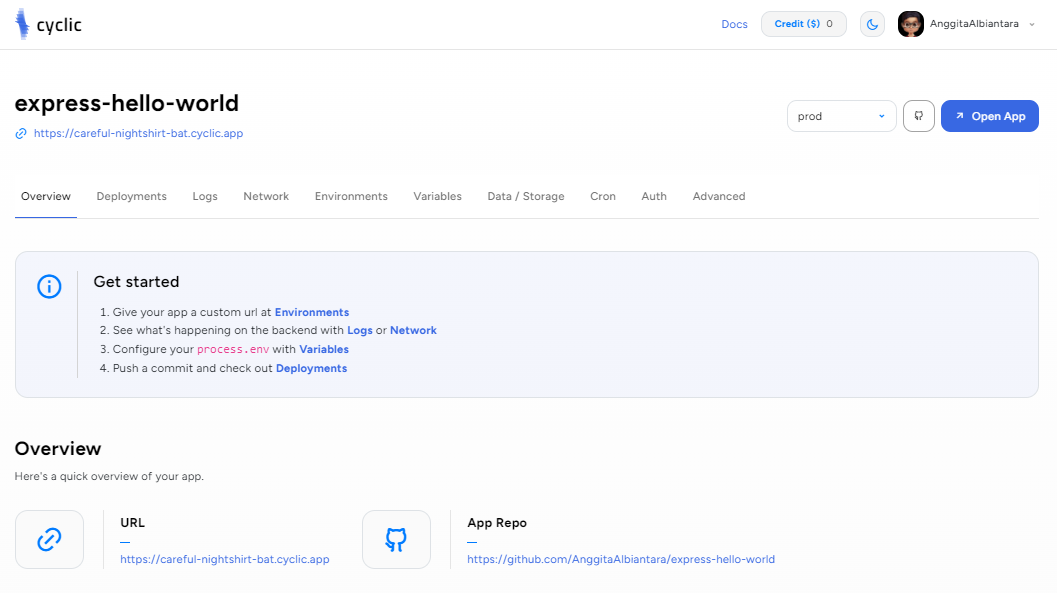 cyclic
Docs
Credit ($) 0
AnggitaAlbiantara
express-hello-world
https://careful-nightshirt-bat.cyclic.app
prod
Open App
Overview
Deployments
Logs
Network
Environments
Variables
Data / Storage
Cron
Auth
Advanced
Get started
1. Give your app a custom url at Environments
2. See what's happening on the backend with Logs or Network
3. Configure your process.env with Variables
4. Push a commit and check out Deployments
Overview
Here's a quick overview of your app.
URL
https://careful-nightshirt-bat.cyclic.app
App Repo
https://github.com/AnggitaAlbiantara/express-hello-world